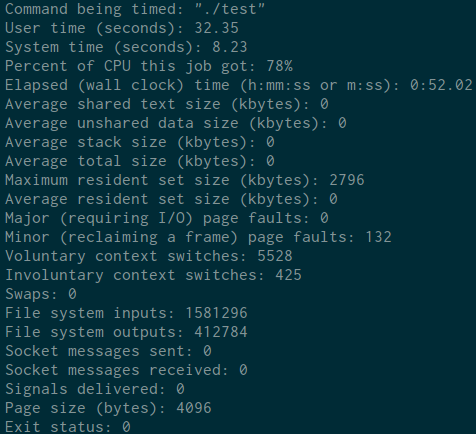 Command being timed: "./test"
User time (seconds): 32.35
System time (seconds): 8.23
Percent of CPU this job got: 78%
Elapsed (wall clock) time (h:mm:ss or m:ss): 0:52.02
Average shared text size (kbytes): 0
Average unshared data size (kbytes): 0
Average stack size (kbytes): 0
Average total size (kbytes): 0
Maximum resident set size (kbytes): 2796
Average resident set size (kbytes): 0
Major (requiring I/O) page faults: 0
Minor (reclaiming a frame) page faults: 132
Voluntary context switches: 5528
Involuntary context switches: 425
Swaps: 0
File system inputs: 1581296
File system outputs: 412784
Socket messages sent: 0
Socket messages received: 0
Signals delivered: 0
Page size (bytes): 4096
Exit status: 0